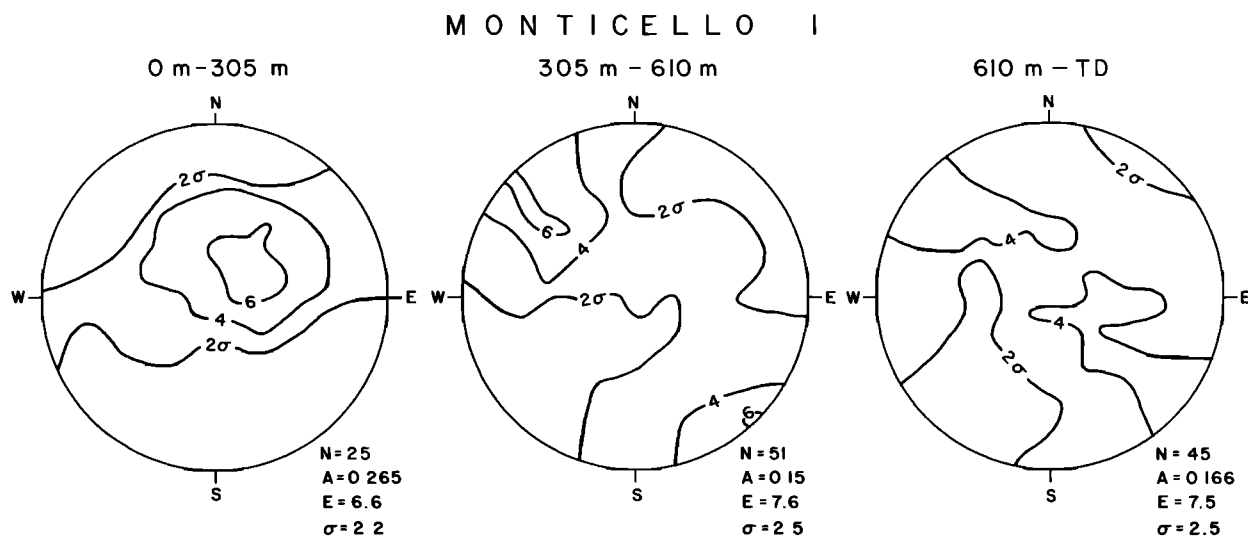 MONTICELLO I
0 m-305 m
305 m - 610 m
610 m - TD
N
W
E
S
2σ
4
6
2σ
N=25
A=0 265
E=6.6
σ=2 2
N
W
E
S
6
4
2σ
2σ
4
6
N=51
A=0 15
E=7.6
σ=2 5
N
W
E
S
2σ
4
4
2σ
N=45
A=0 166
E=7.5
σ=2.5